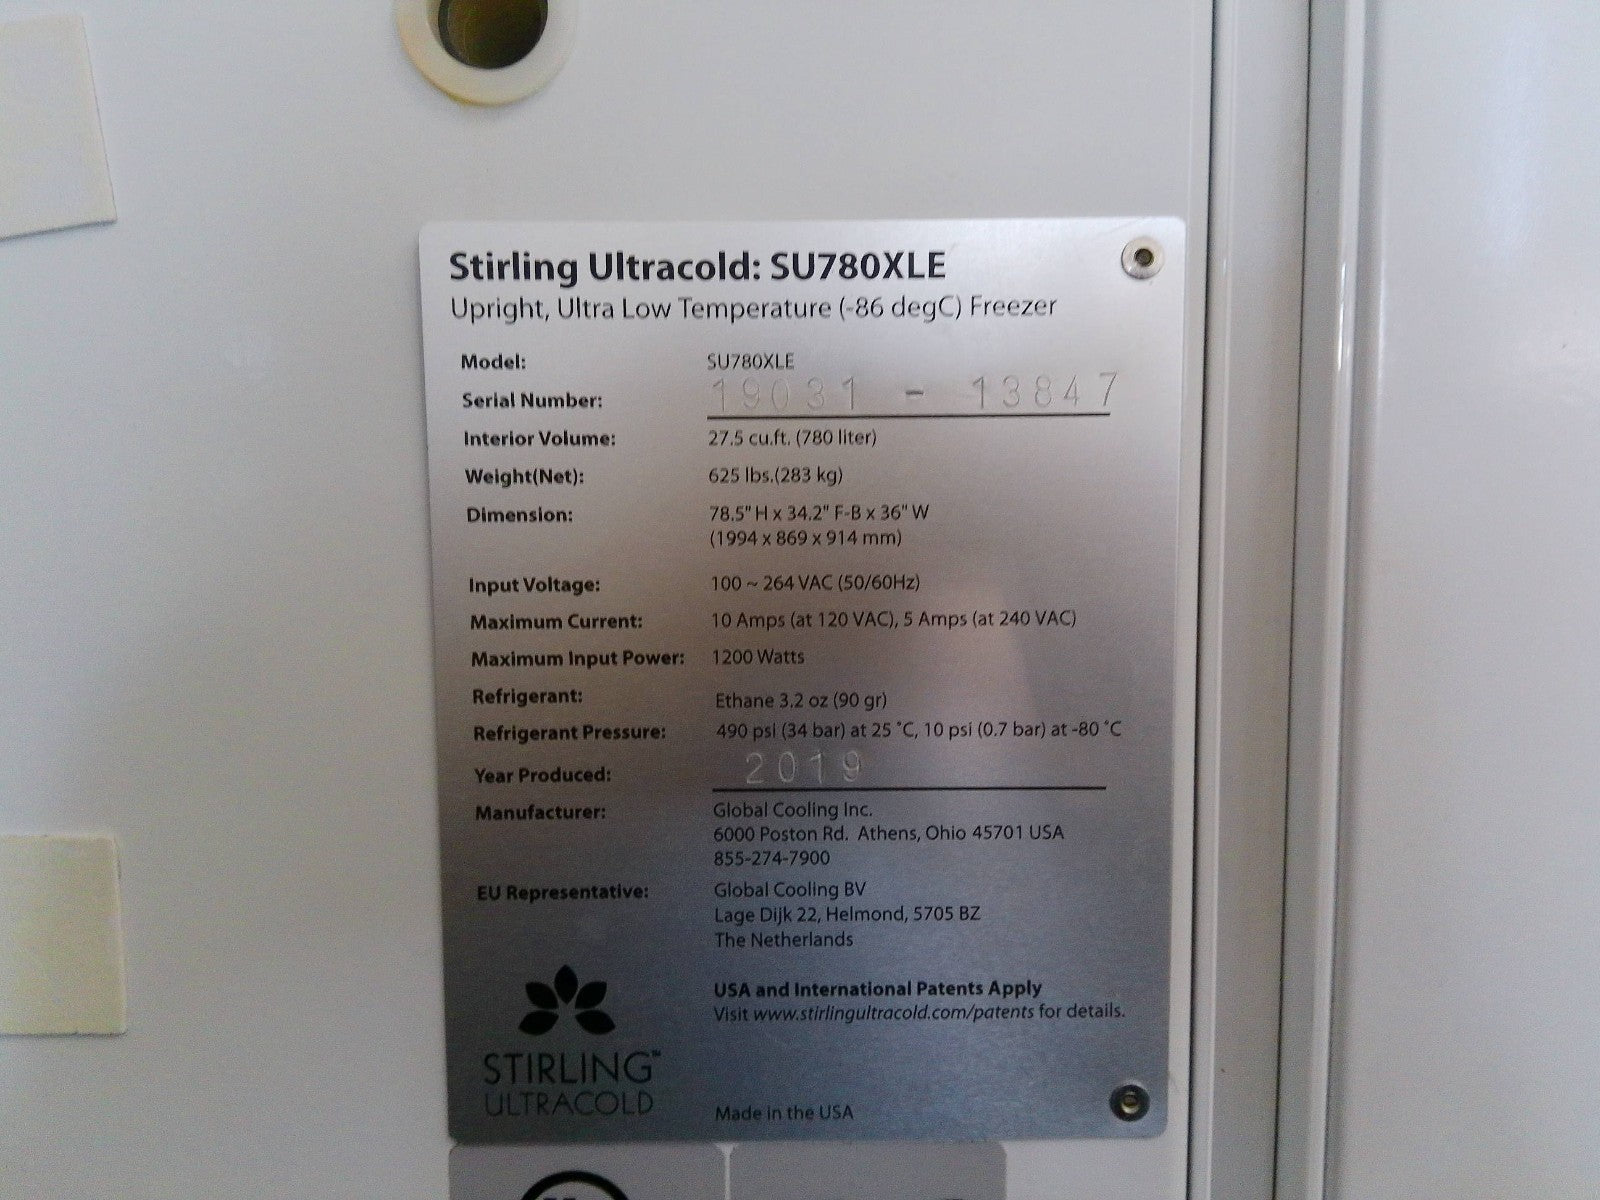 Stirling Ultracold: SU780XLE
Upright, Ultra Low Temperature (-86 degC) Freezer
Model: SU780XLE
Serial Number: 19031 - 13847
Interior Volume: 27.5 cu.ft. (780 liter)
Weight(Net): 625 lbs.(283 kg)
Dimension: 78.5" H x 34.2" F-B x 36" W
(1994 x 869 x 914 mm)
Input Voltage: 100 ~ 264 VAC (50/60Hz)
Maximum Current: 10 Amps (at 120 VAC), 5 Amps (at 240 VAC)
Maximum Input Power: 1200 Watts
Refrigerant: Ethane 3.2 oz (90 gr)
Refrigerant Pressure: 490 psi (34 bar) at 25 ˚C, 10 psi (0.7 bar) at -80 ˚C
Year Produced: 2019
Manufacturer: Global Cooling Inc.
6000 Poston Rd. Athens, Ohio 45701 USA
855-274-7900
EU Representative: Global Cooling BV
Lage Dijk 22, Helmond, 5705 BZ
The Netherlands
USA and International Patents Apply
Visit www.stirlingultracold.com/patents for details.
STIRLING™
ULTRACOLD
Made in the USA